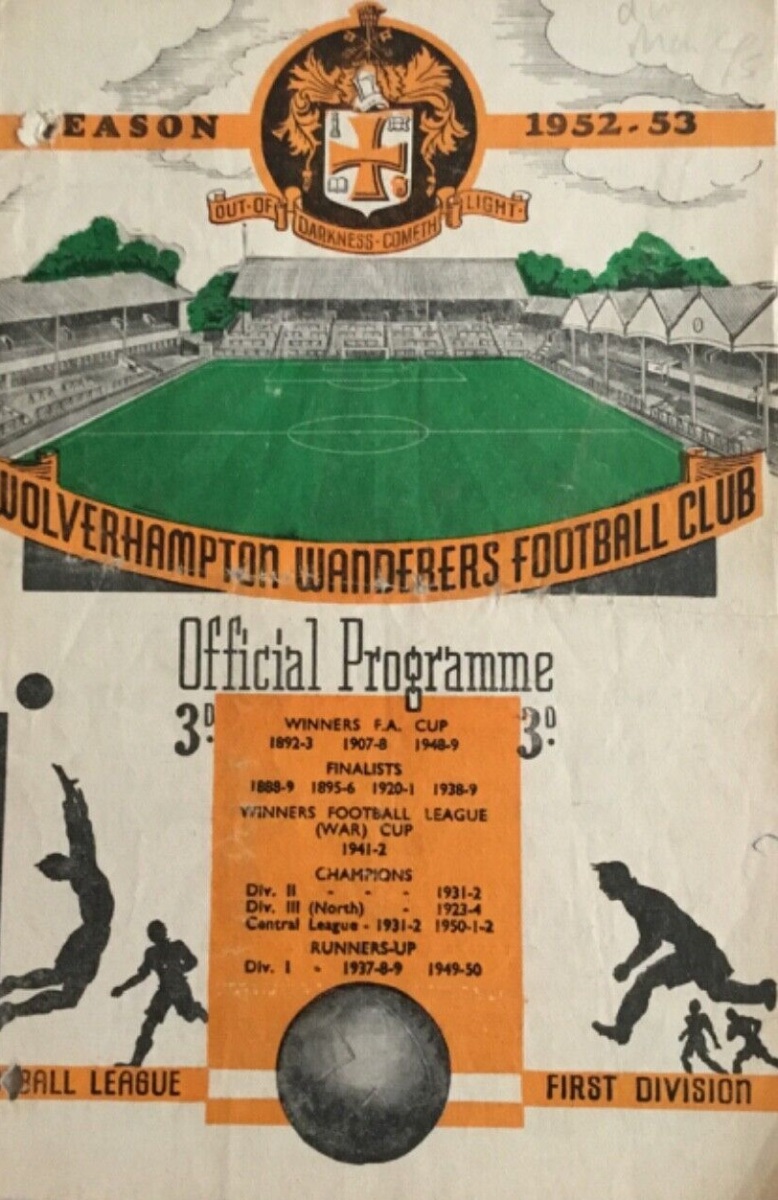 EASON 1952-53
OUT·OF DARKNESS·COMETH LIGHT·
WOLVERHAMPTON WANDERERS FOOTBALL CLUB
Official Programme
3D. 3D.
WINNERS F.A. CUP
1892-3 1907-8 1948-9
FINALISTS
1888-9 1895-6 1920-1 1938-9
WINNERS FOOTBALL LEAGUE
(WAR) CUP
1941-2
CHAMPIONS
Div. II - - - 1931-2
Div. III (North) - 1923-4
Central League - 1931-2 1950-1-2
RUNNERS-UP
Div. I - 1937-8-9 1949-50
BALL LEAGUE FIRST DIVISION